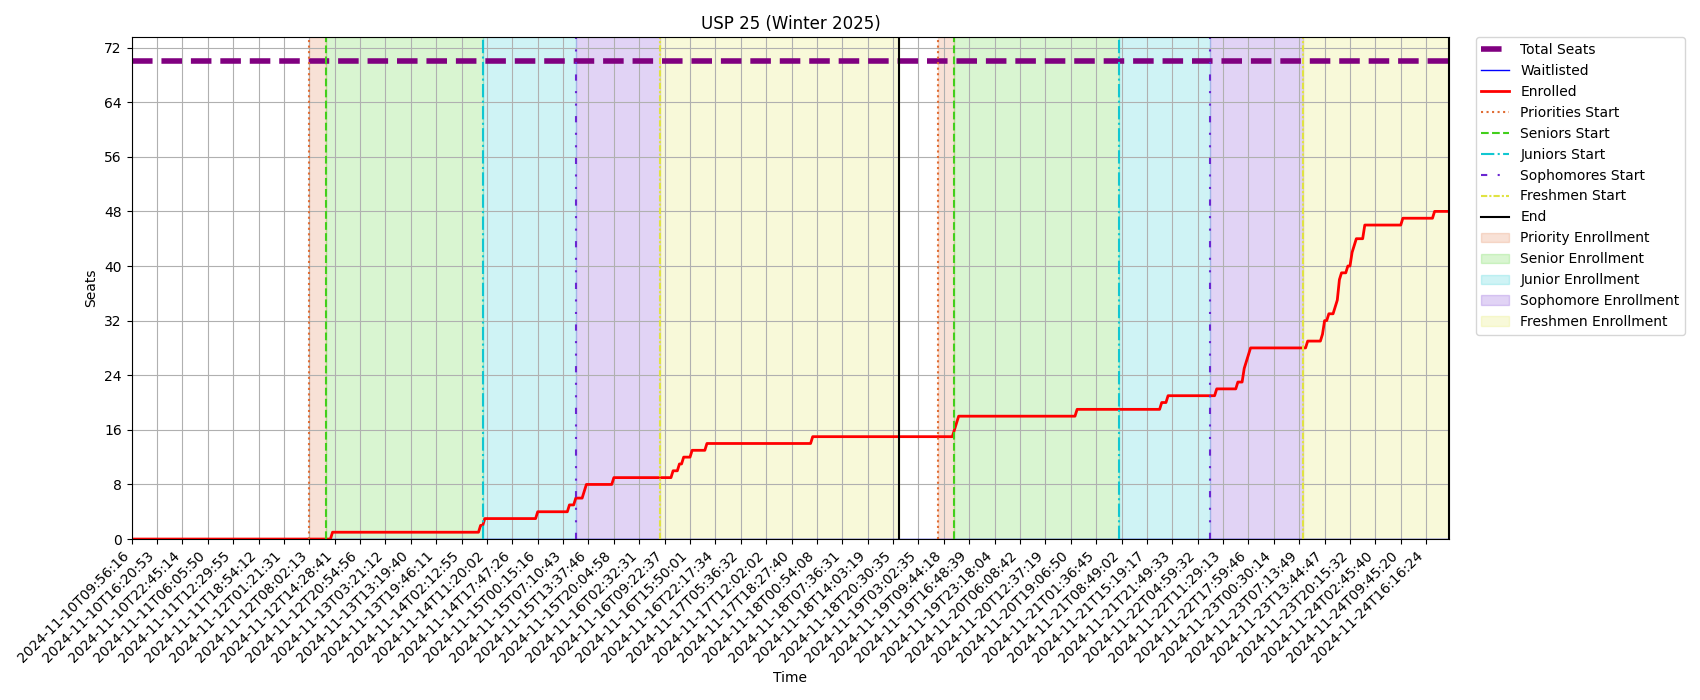 USP 25 (Winter 2025)
72
64
56
48
40
32
24
16
8
0
Seats
2024-11-10T09:56:16
2024-11-10T16:20:53
2024-11-10T22:45:14
2024-11-11T06:05:50
2024-11-11T12:29:55
2024-11-11T18:54:12
2024-11-12T01:21:31
2024-11-12T08:02:13
2024-11-12T14:28:41
2024-11-12T20:54:56
2024-11-13T03:21:12
2024-11-13T13:19:40
2024-11-13T19:46:11
2024-11-14T02:12:55
2024-11-14T11:20:02
2024-11-14T17:47:26
2024-11-15T00:15:16
2024-11-15T07:10:43
2024-11-15T13:37:46
2024-11-15T20:04:58
2024-11-16T02:32:31
2024-11-16T09:22:37
2024-11-16T15:50:01
2024-11-16T22:17:34
2024-11-17T05:36:32
2024-11-17T12:02:02
2024-11-17T18:27:40
2024-11-18T00:54:08
2024-11-18T07:36:31
2024-11-18T14:03:19
2024-11-18T20:30:35
2024-11-19T03:02:35
2024-11-19T09:44:18
2024-11-19T16:48:39
2024-11-19T23:18:04
2024-11-20T06:08:42
2024-11-20T12:37:19
2024-11-20T19:06:50
2024-11-21T01:36:45
2024-11-21T08:49:02
2024-11-21T15:19:17
2024-11-21T21:49:33
2024-11-22T04:59:32
2024-11-22T11:29:13
2024-11-22T17:59:46
2024-11-23T00:30:14
2024-11-23T07:13:49
2024-11-23T13:44:47
2024-11-23T20:15:32
2024-11-24T02:45:40
2024-11-24T09:45:20
2024-11-24T16:16:24
Time
Total Seats
Waitlisted
Enrolled
Priorities Start
Seniors Start
Juniors Start
Sophomores Start
Freshmen Start
End
Priority Enrollment
Senior Enrollment
Junior Enrollment
Sophomore Enrollment
Freshmen Enrollment